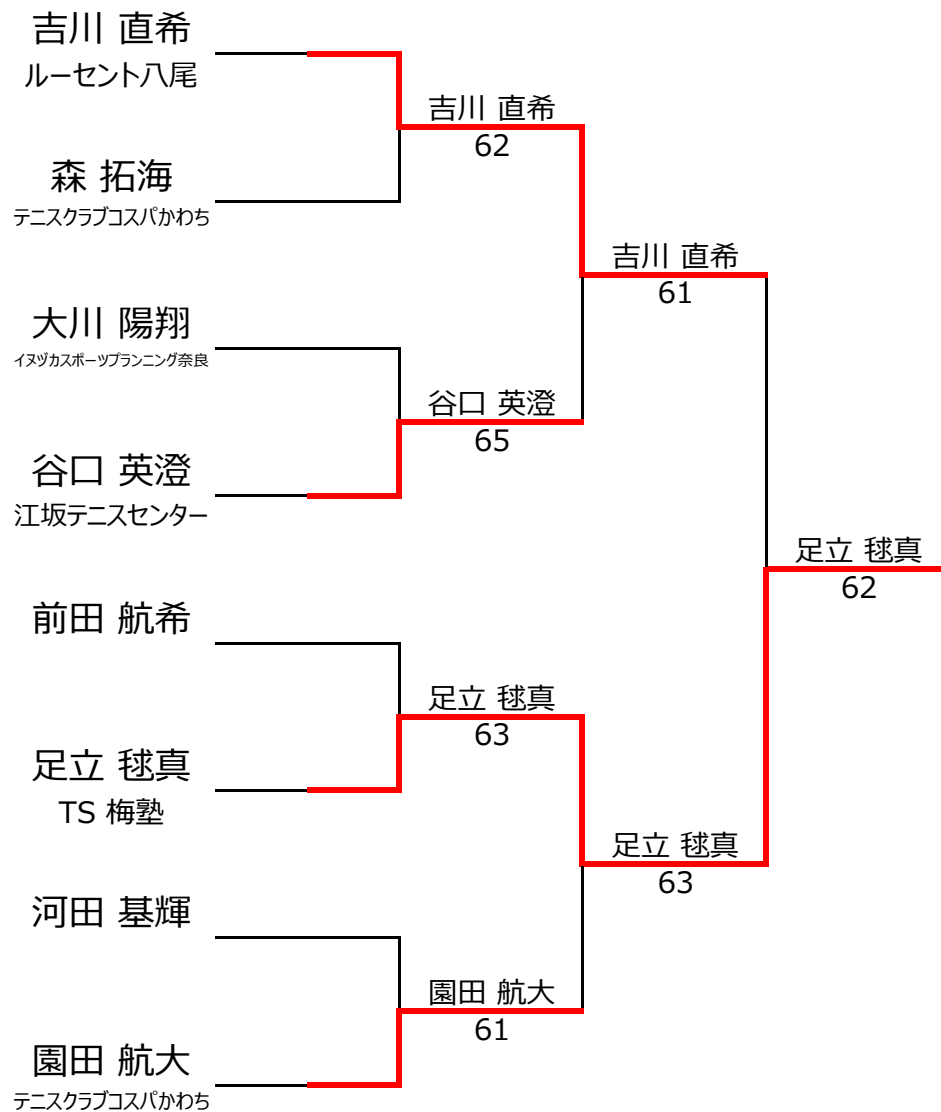 吉川 直希
ルーセント八尾
森 拓海
テニスクラブコスパかわち
大川 陽翔
イヌヅカスポーツプランニング奈良
谷口 英澄
江坂テニスセンター
前田 航希
足立 毬真
TS 梅塾
河田 基輝
園田 航大
テニスクラブコスパかわち
吉川 直希
62
谷口 英澄
65
足立 毬真
63
園田 航大
61
吉川 直希
61
足立 毬真
63
足立 毬真
62